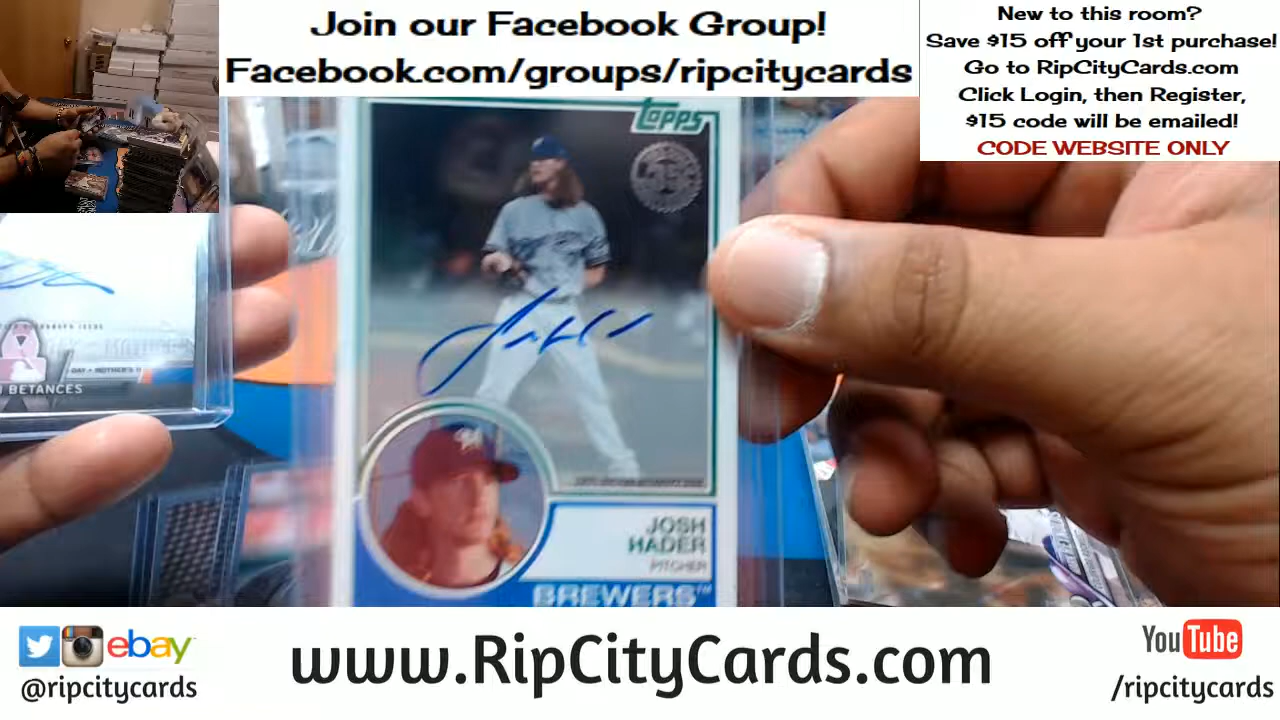 Join our Facebook Group!
Facebook.com/groups/ripcitycards
New to this room?
Save $15 off your 1st purchase!
Go to RipCityCards.com
Click Login, then Register,
$15 code will be emailed!
CODE WEBSITE ONLY
topps
BETANCES
JOSH
HADER
PITCHER
BREWERS™
ebay
@ripcitycards
www.RipCityCards.com
YouTube
/ripcitycards